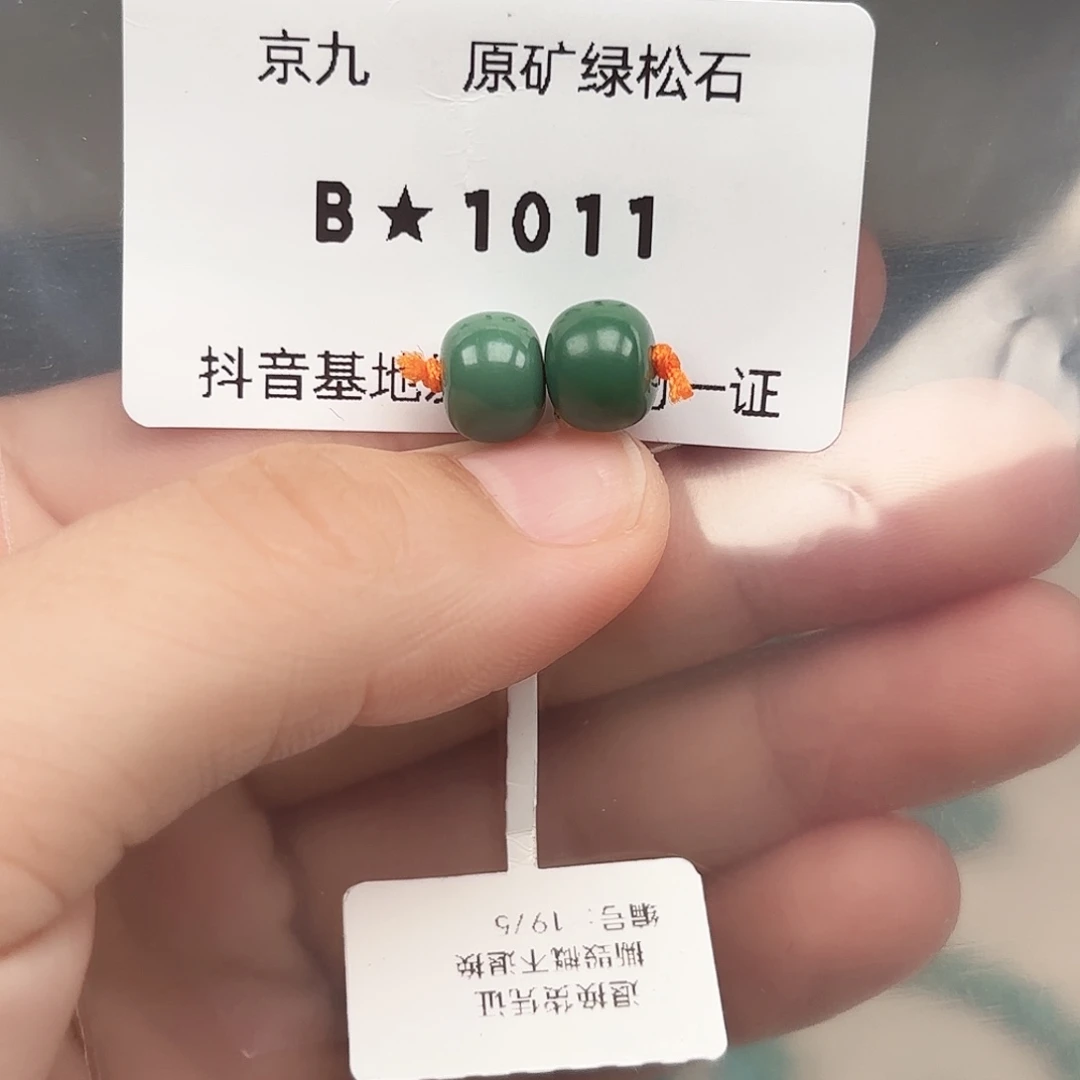 京九 原矿绿松石
B★1011
抖音基地 一证
编号: 19/5
撕毁概不退换
退换货凭证